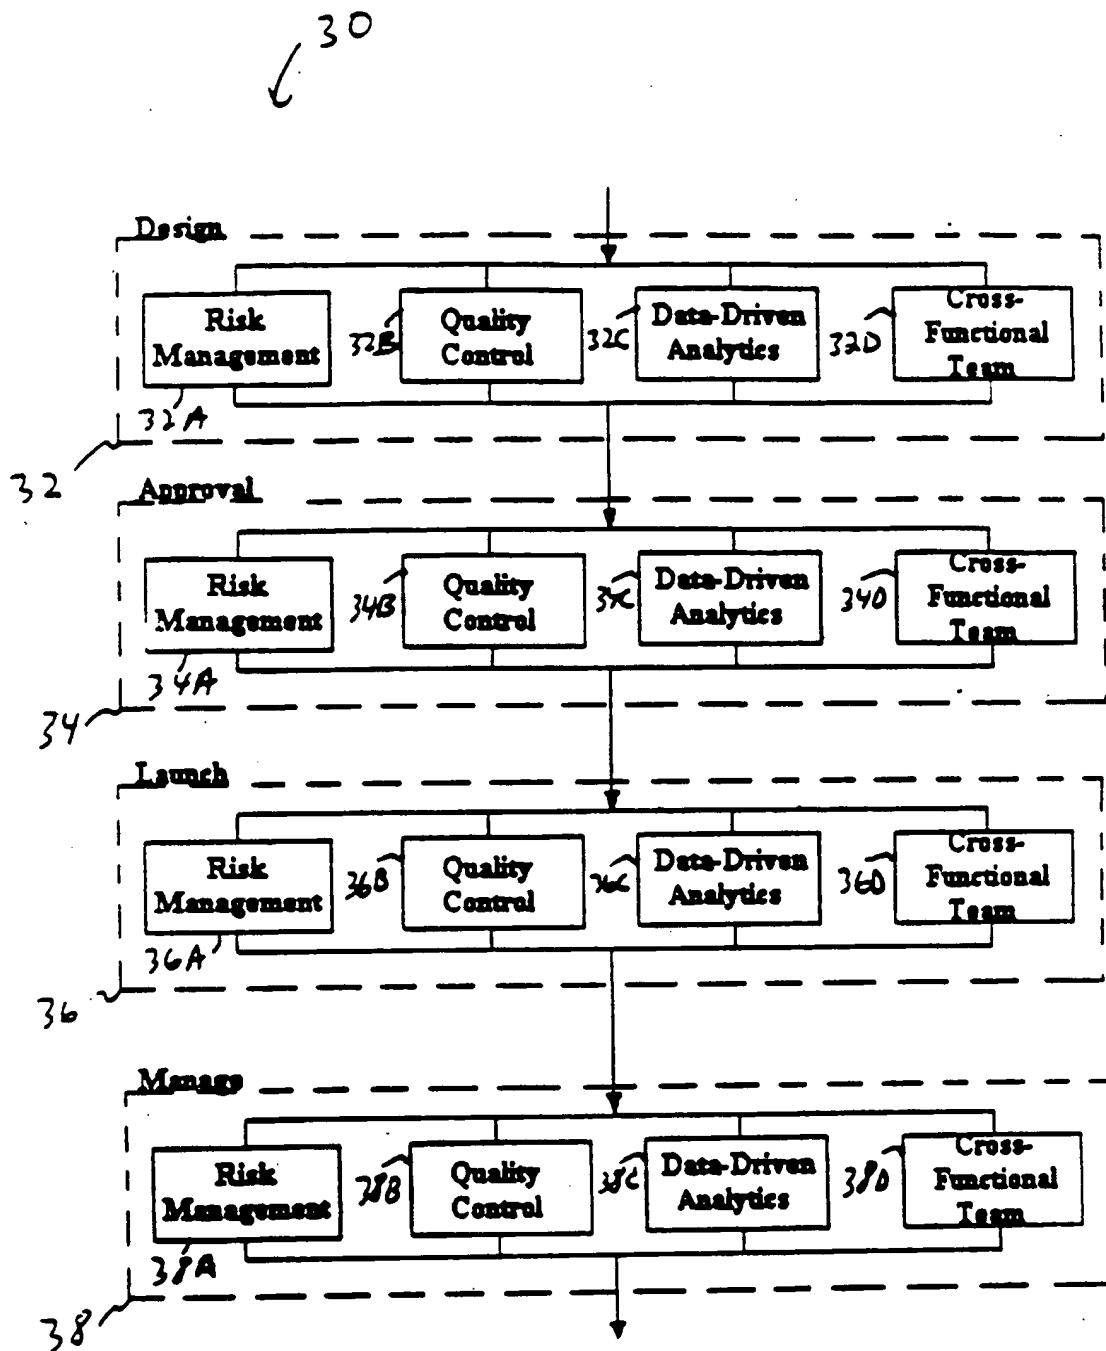 30
Design
Risk
Management
32A
32B
Quality
Control
32C
Data-Driven
Analytics
32D
Cross-
Functional
Team
32
Approval
Risk
Management
34A
34B
Quality
Control
34C
Data-Driven
Analytics
34D
Cross-
Functional
Team
34
Launch
Risk
Management
36A
36B
Quality
Control
36C
Data-Driven
Analytics
36D
Cross-
Functional
Team
36
Manage
Risk
Management
38A
38B
Quality
Control
38C
Data-Driven
Analytics
38D
Cross-
Functional
Team
38